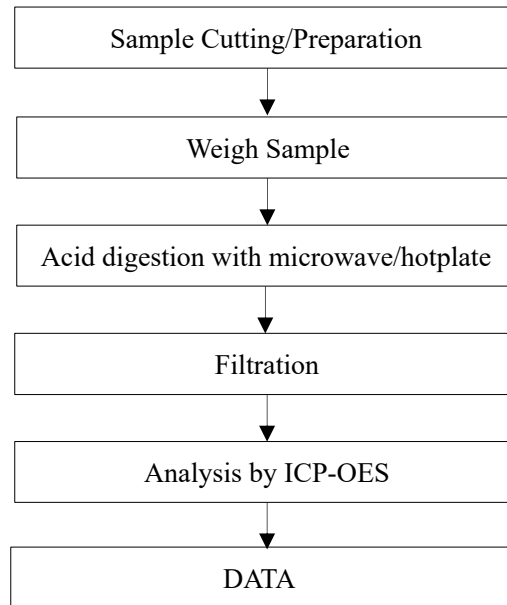 Sample Cutting/Preparation
Weigh Sample
Acid digestion with microwave/hotplate
Filtration
Analysis by ICP-OES
DATA